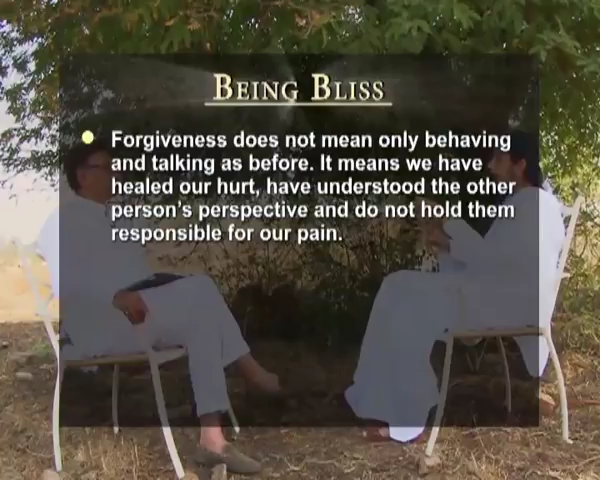 Being Bliss
Forgiveness does not mean only behaving
and talking as before. It means we have
healed our hurt, have understood the other
person's perspective and do not hold them
responsible for our pain.